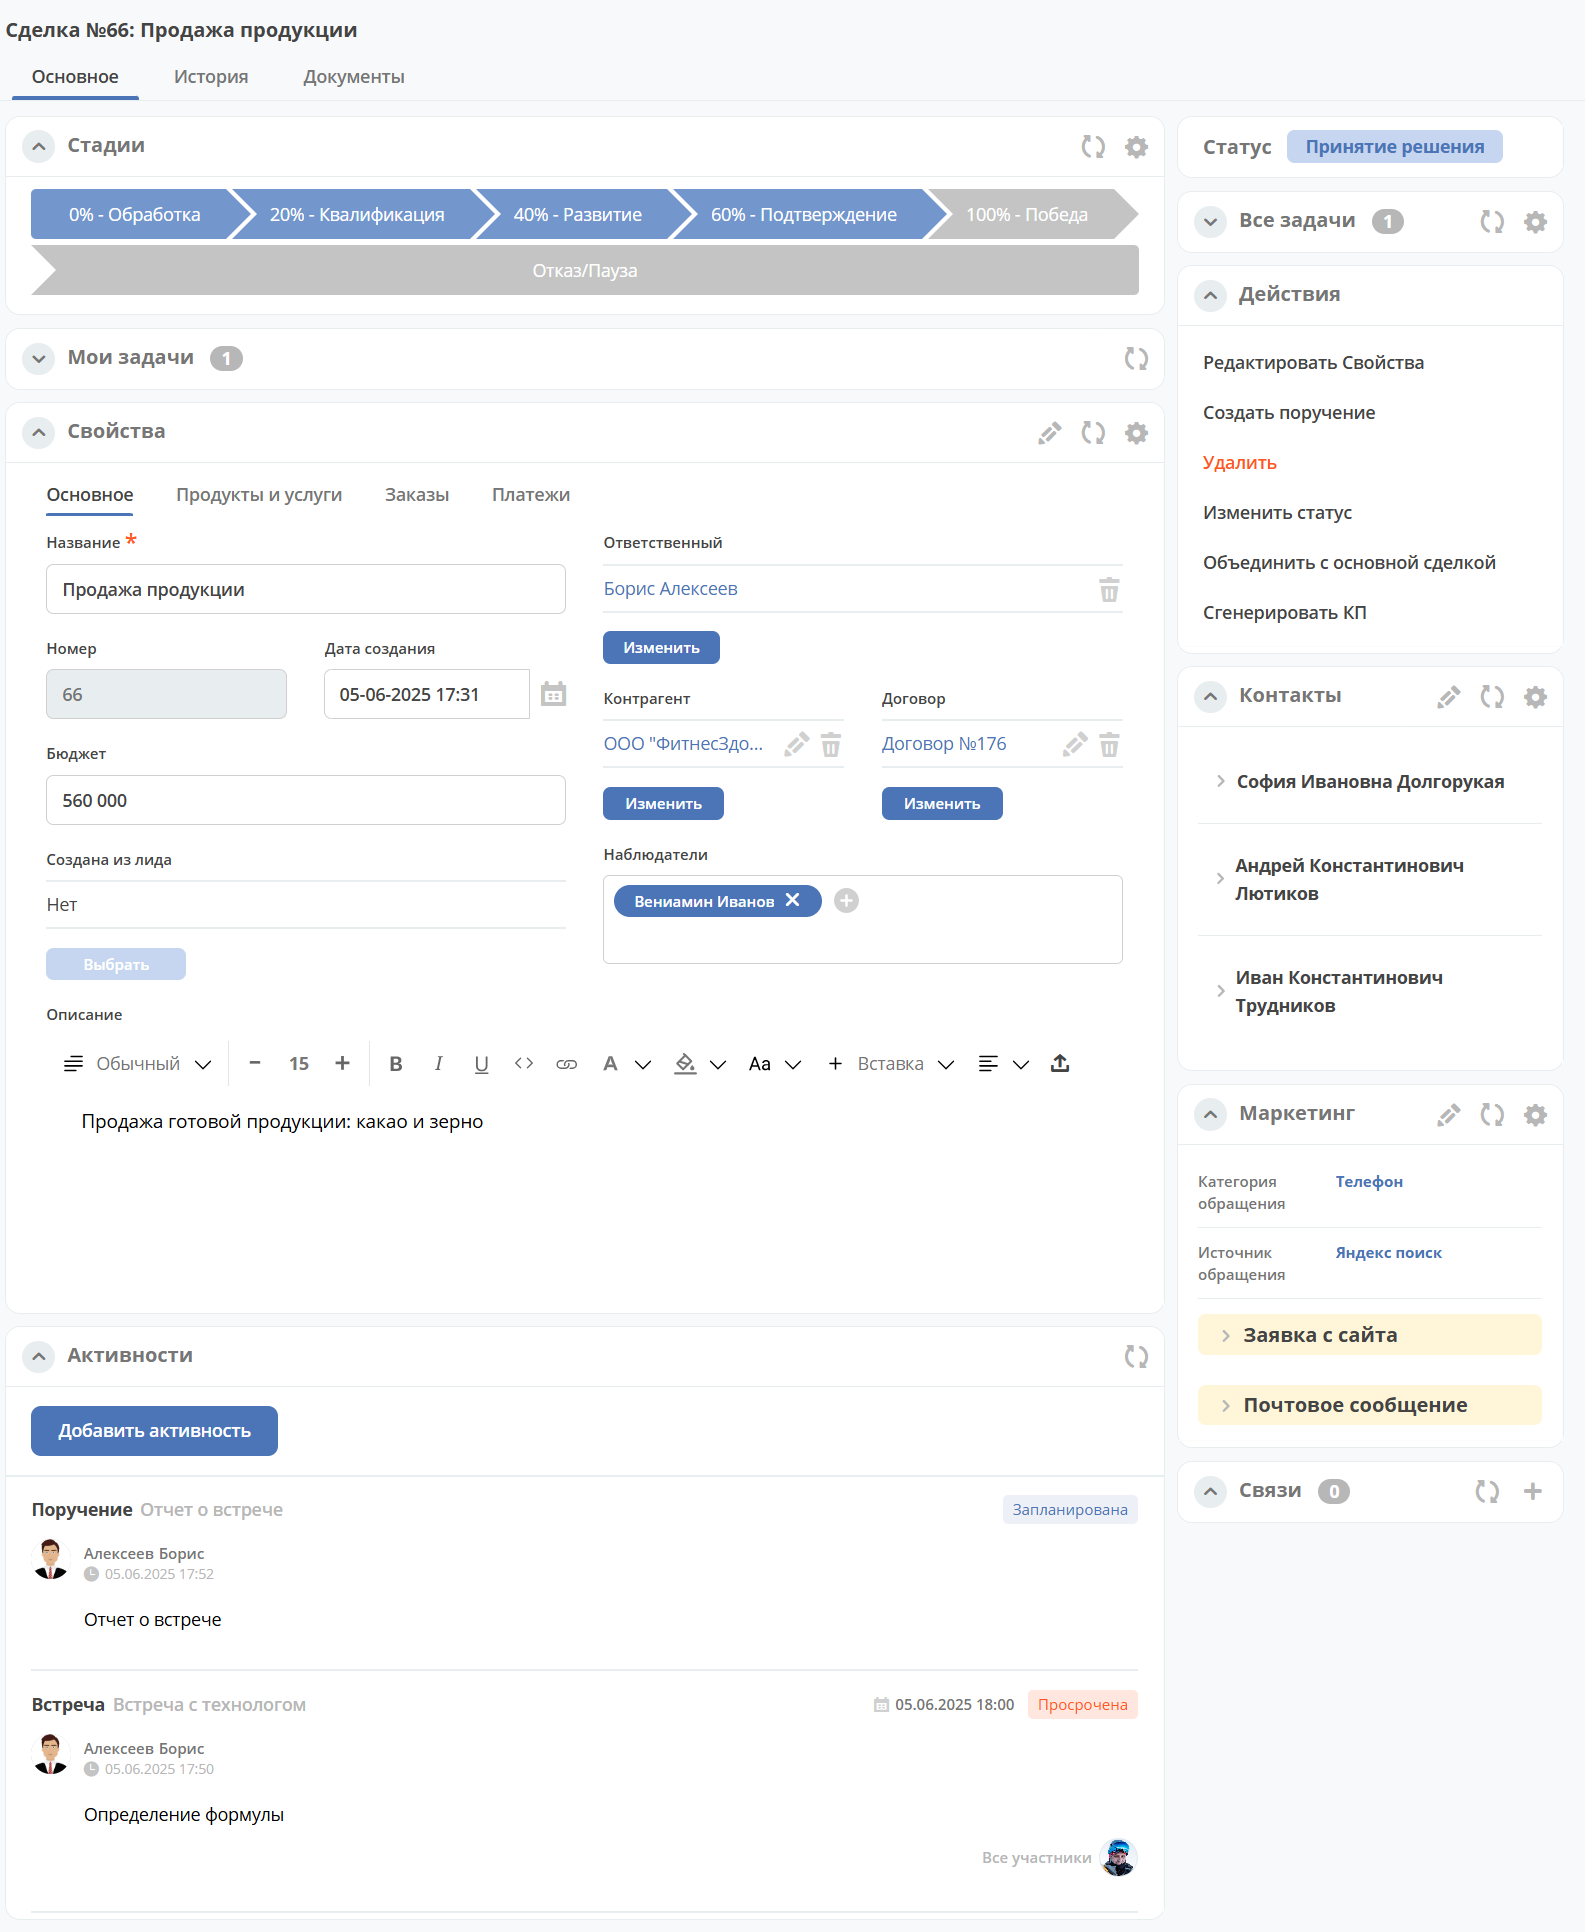 Сделка №66: Продажа продукции
Основное
История
Документы
Стадии
0% - Обработка
20% - Квалификация
40% - Развитие
60% - Подтверждение
100% - Победа
Отказ/Пауза
Мои задачи 1
Свойства
Основное
Продукты и услуги
Заказы
Платежи
Название *
Продажа продукции
Номер
66
Дата создания
05-06-2025 17:31
Бюджет
560 000
Создана из лида
Нет
Выбрать
Ответственный
Борис Алексеев
Изменить
Контрагент
ООО "ФитнесЗдо...
Изменить
Договор
Договор №176
Изменить
Наблюдатели
Вениамин Иванов
Описание
Обычный
15
B I U A Aa
Вставка
Продажа готовой продукции: какао и зерно
Активности
Добавить активность
Поручение Отчет о встрече
Запланирована
Алексеев Борис
05.06.2025 17:52
Отчет о встрече
Встреча Встреча с технологом
05.06.2025 18:00
Просрочена
Алексеев Борис
05.06.2025 17:50
Определение формулы
Все участники
Статус
Принятие решения
Все задачи 1
Действия
Редактировать Свойства
Создать поручение
Удалить
Изменить статус
Объединить с основной сделкой
Сгенерировать КП
Контакты
София Ивановна Долгорукая
Андрей Константинович
Лютиков
Иван Константинович
Трудников
Маркетинг
Категория
обращения
Телефон
Источник
обращения
Яндекс поиск
Заявка с сайта
Почтовое сообщение
Связи 0